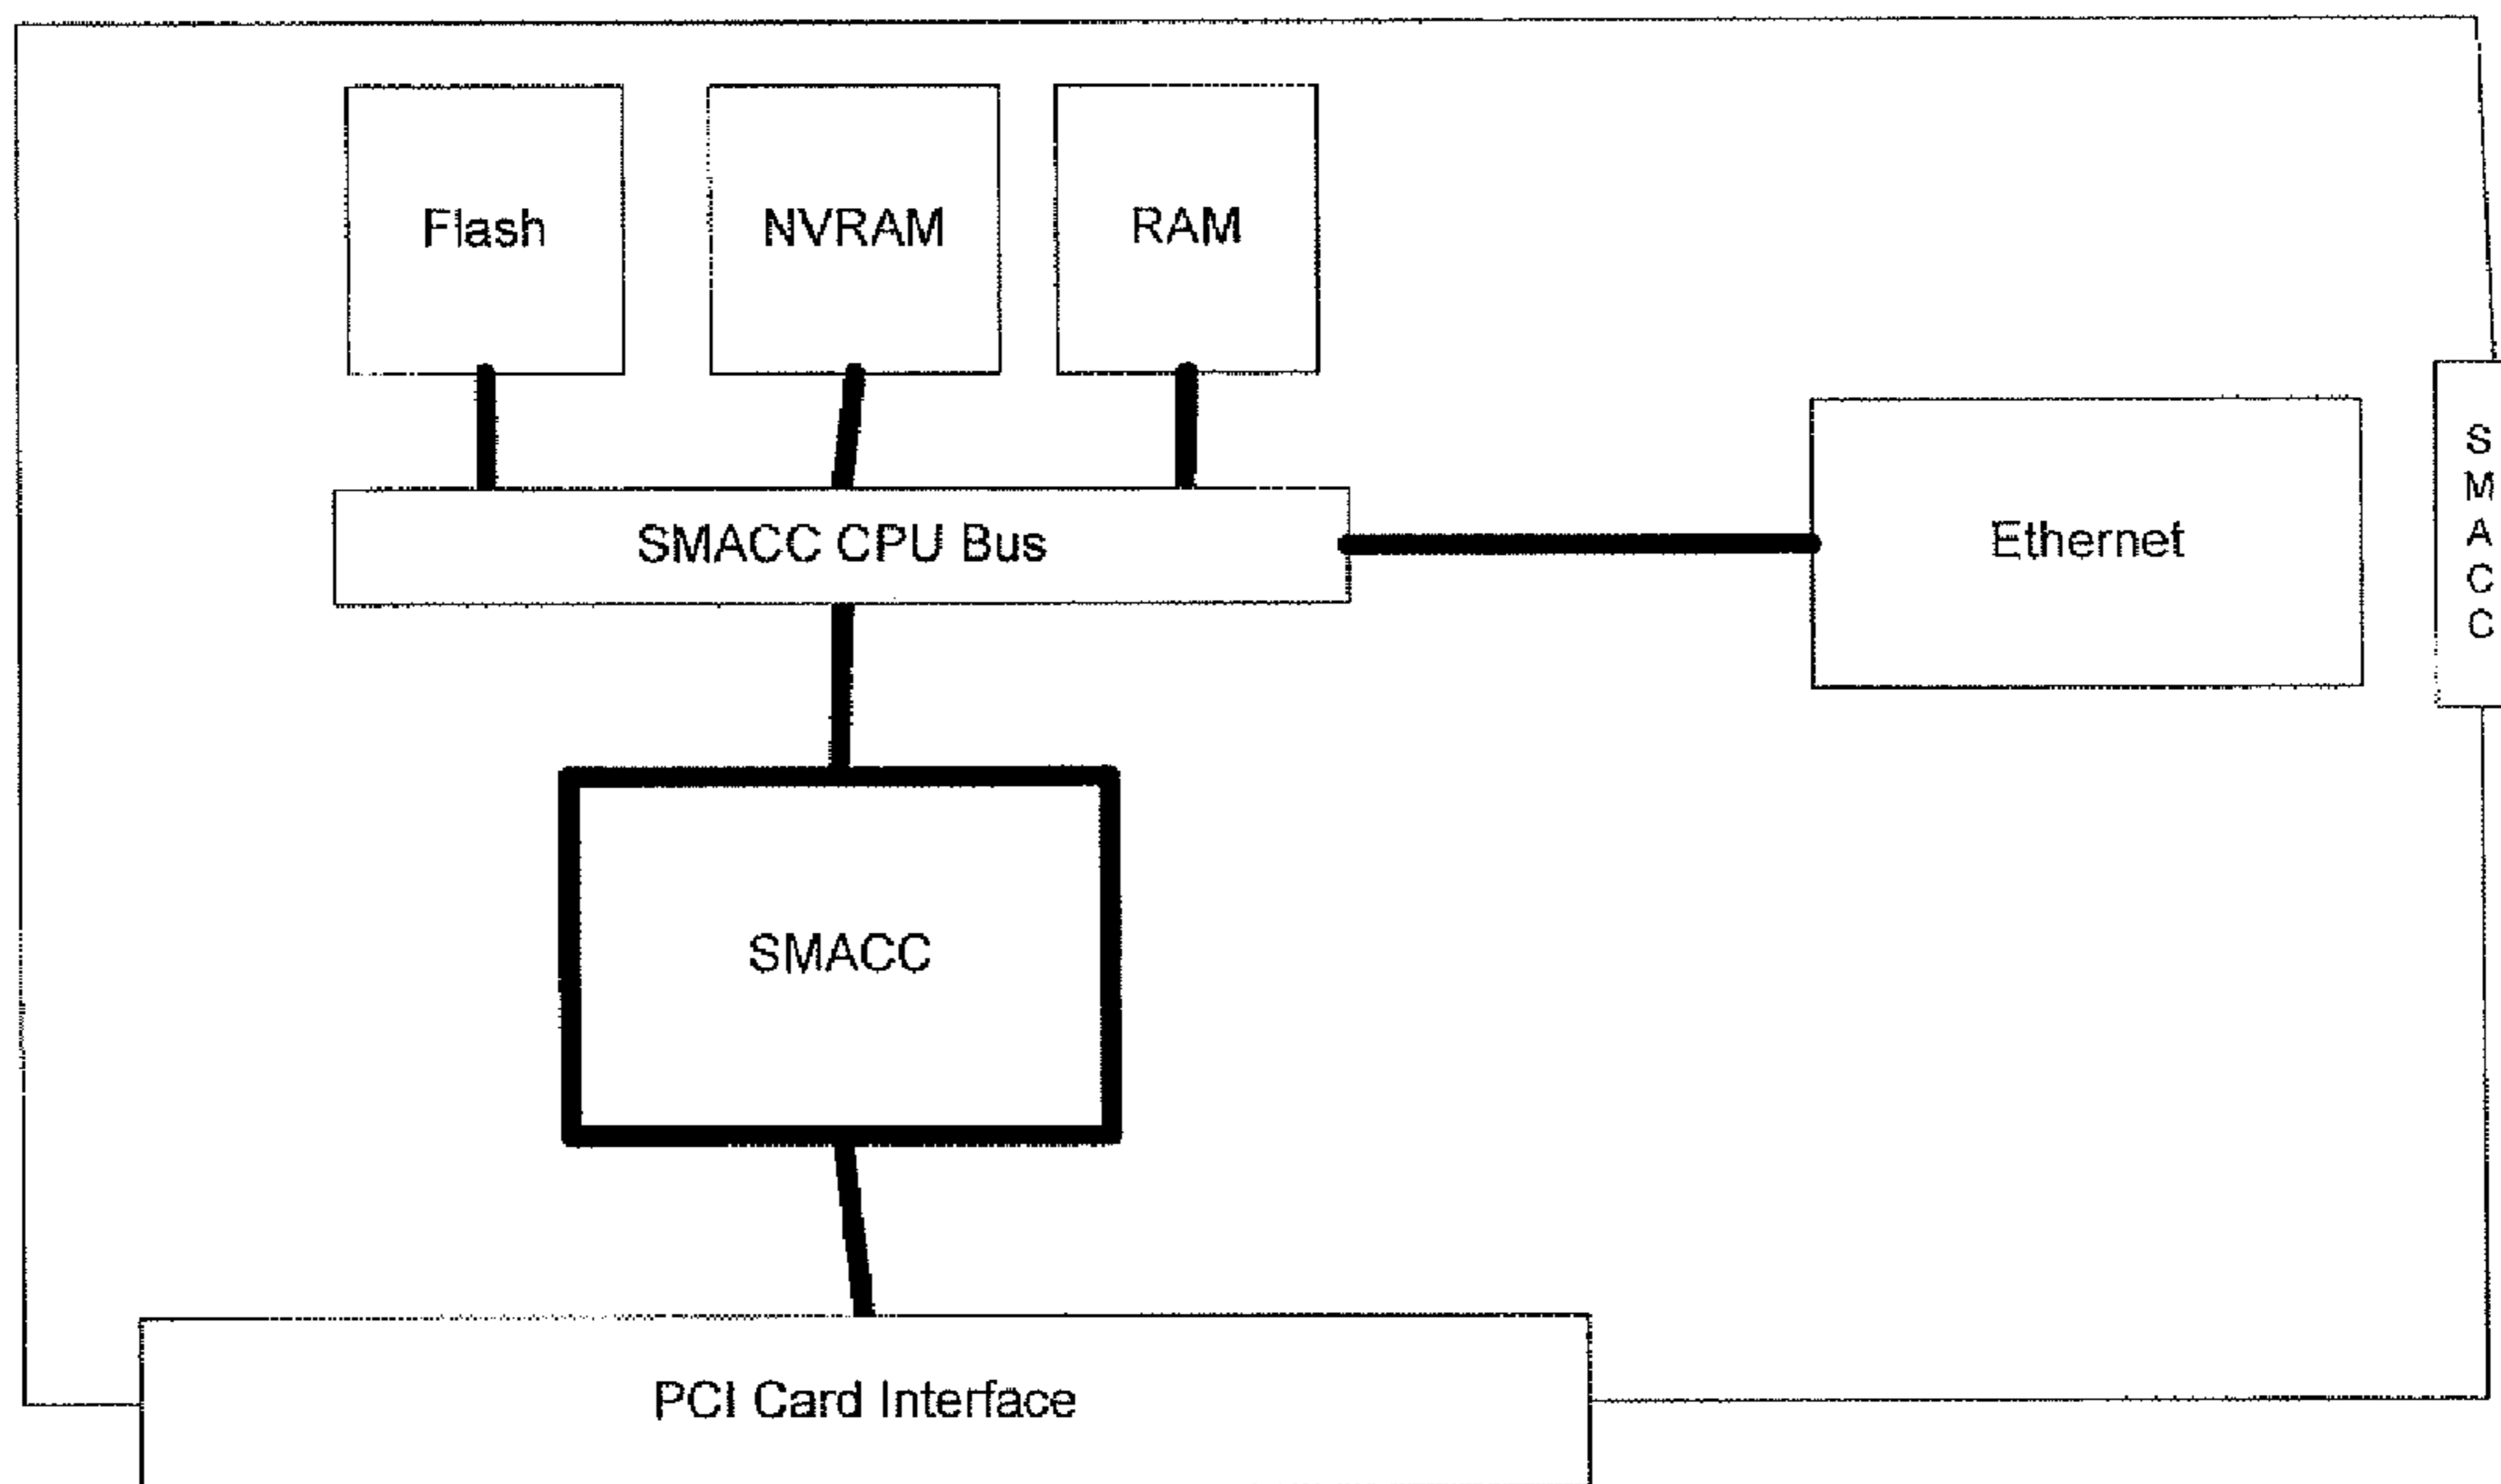 Flash
NVRAM
RAM
SMACC CPU Bus
Ethernet
S
M
A
C
C
SMACC
PCI Card Interface